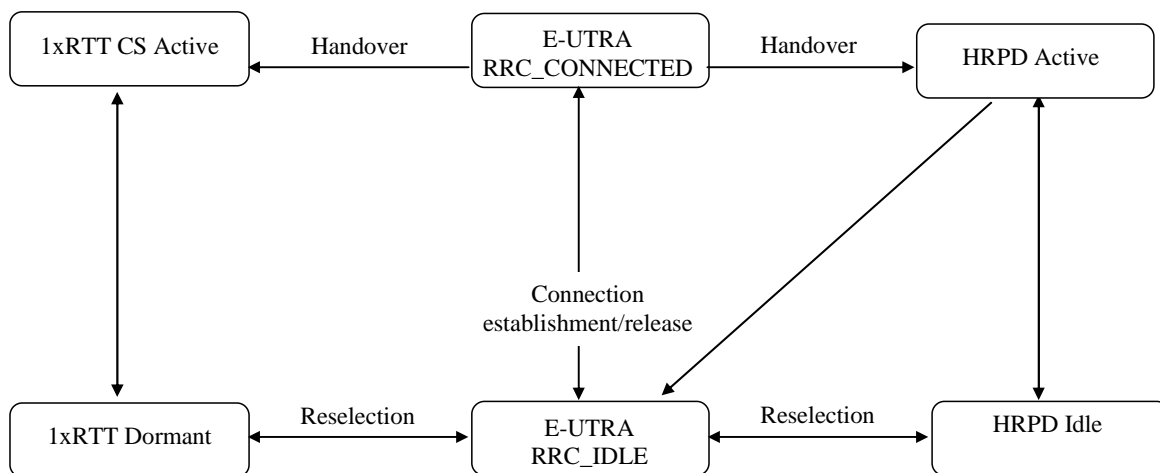 1xRTT CS Active
Handover
E-UTRA
RRC_CONNECTED
Handover
HRPD Active
Connection
establishment/release
1xRTT Dormant
Reselection
E-UTRA
RRC_IDLE
Reselection
HRPD Idle